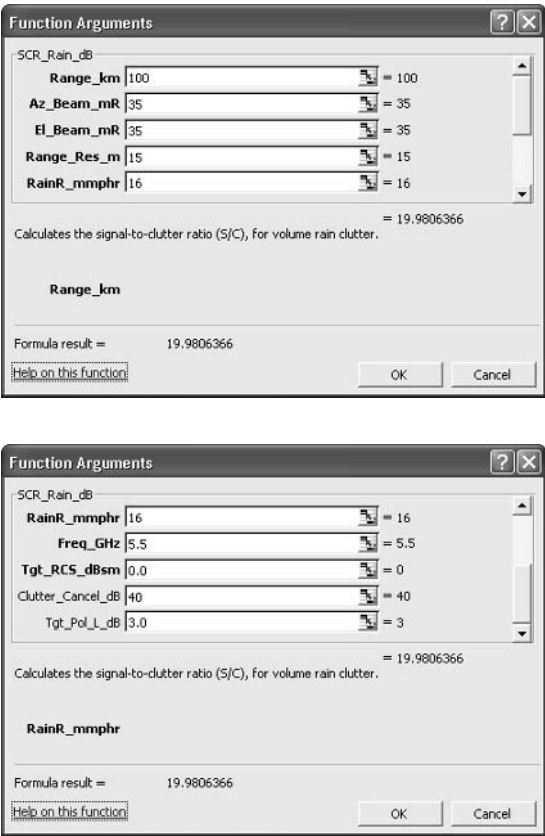 Function Arguments
SCR_Rain_dB
Range_km 100 = 100
Az_Beam_mR 35 = 35
El_Beam_mR 35 = 35
Range_Res_m 15 = 15
RainR_mmphr 16 = 16
= 19.9806366
Calculates the signal-to-clutter ratio (S/C), for volume rain clutter.
Range_km
Formula result = 19.9806366
Help on this function OK Cancel
Function Arguments
SCR_Rain_dB
RainR_mmphr 16 = 16
Freq_GHz 5.5 = 5.5
Tgt_RCS_dBsm 0.0 = 0
Clutter_Cancel_dB 40 = 40
Tgt_Pol_L_dB 3.0 = 3
= 19.9806366
Calculates the signal-to-clutter ratio (S/C), for volume rain clutter.
RainR_mmphr
Formula result = 19.9806366
Help on this function OK Cancel